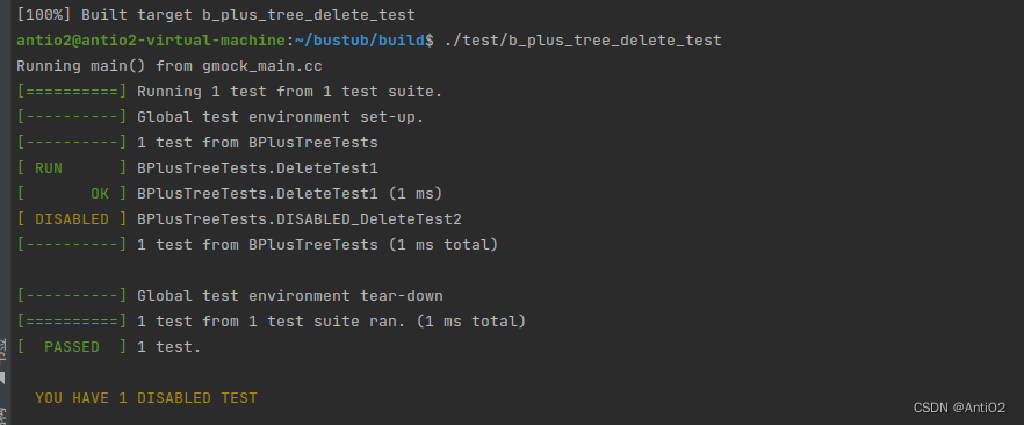 [100%] Built target b_plus_tree_delete_test
antio2@antio2-virtual-machine:~/bustub/build$ ./test/b_plus_tree_delete_test
Running main() from gmock_main.cc
[==========] Running 1 test from 1 test suite.
[----------] Global test environment set-up.
[----------] 1 test from BPlusTreeTests
[ RUN      ] BPlusTreeTests.DeleteTest1
[       OK ] BPlusTreeTests.DeleteTest1 (1 ms)
[ DISABLED ] BPlusTreeTests.DISABLED_DeleteTest2
[----------] 1 test from BPlusTreeTests (1 ms total)
[----------] Global test environment tear-down
[==========] 1 test from 1 test suite ran. (1 ms total)
[  PASSED  ] 1 test.
YOU HAVE 1 DISABLED TEST
CSDN @AntiO2